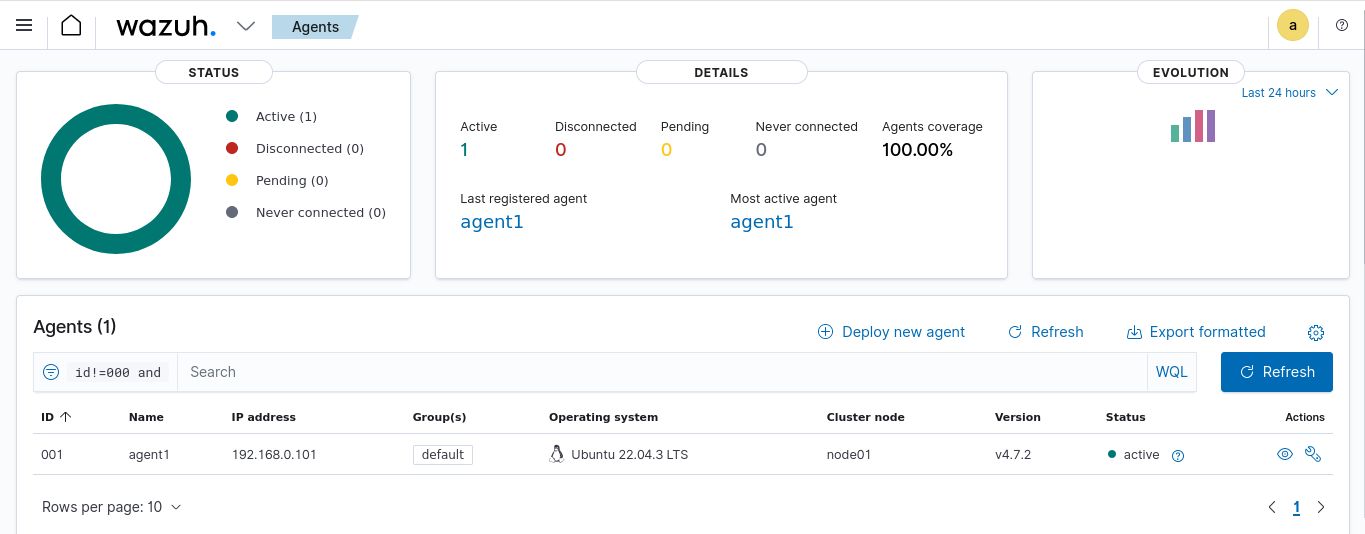 wazuh. Agents a
STATUS
Active (1)
Disconnected (0)
Pending (0)
Never connected (0)
DETAILS
Active Disconnected Pending Never connected Agents coverage
1 0 0 0 100.00%
Last registered agent Most active agent
agent1 agent1
EVOLUTION
Last 24 hours
Agents (1)
Deploy new agent Refresh Export formatted
id!=000 and Search WQL Refresh
ID Name IP address Group(s) Operating system Cluster node Version Status Actions
001 agent1 192.168.0.101 default Ubuntu 22.04.3 LTS node01 v4.7.2 active
Rows per page: 10 1